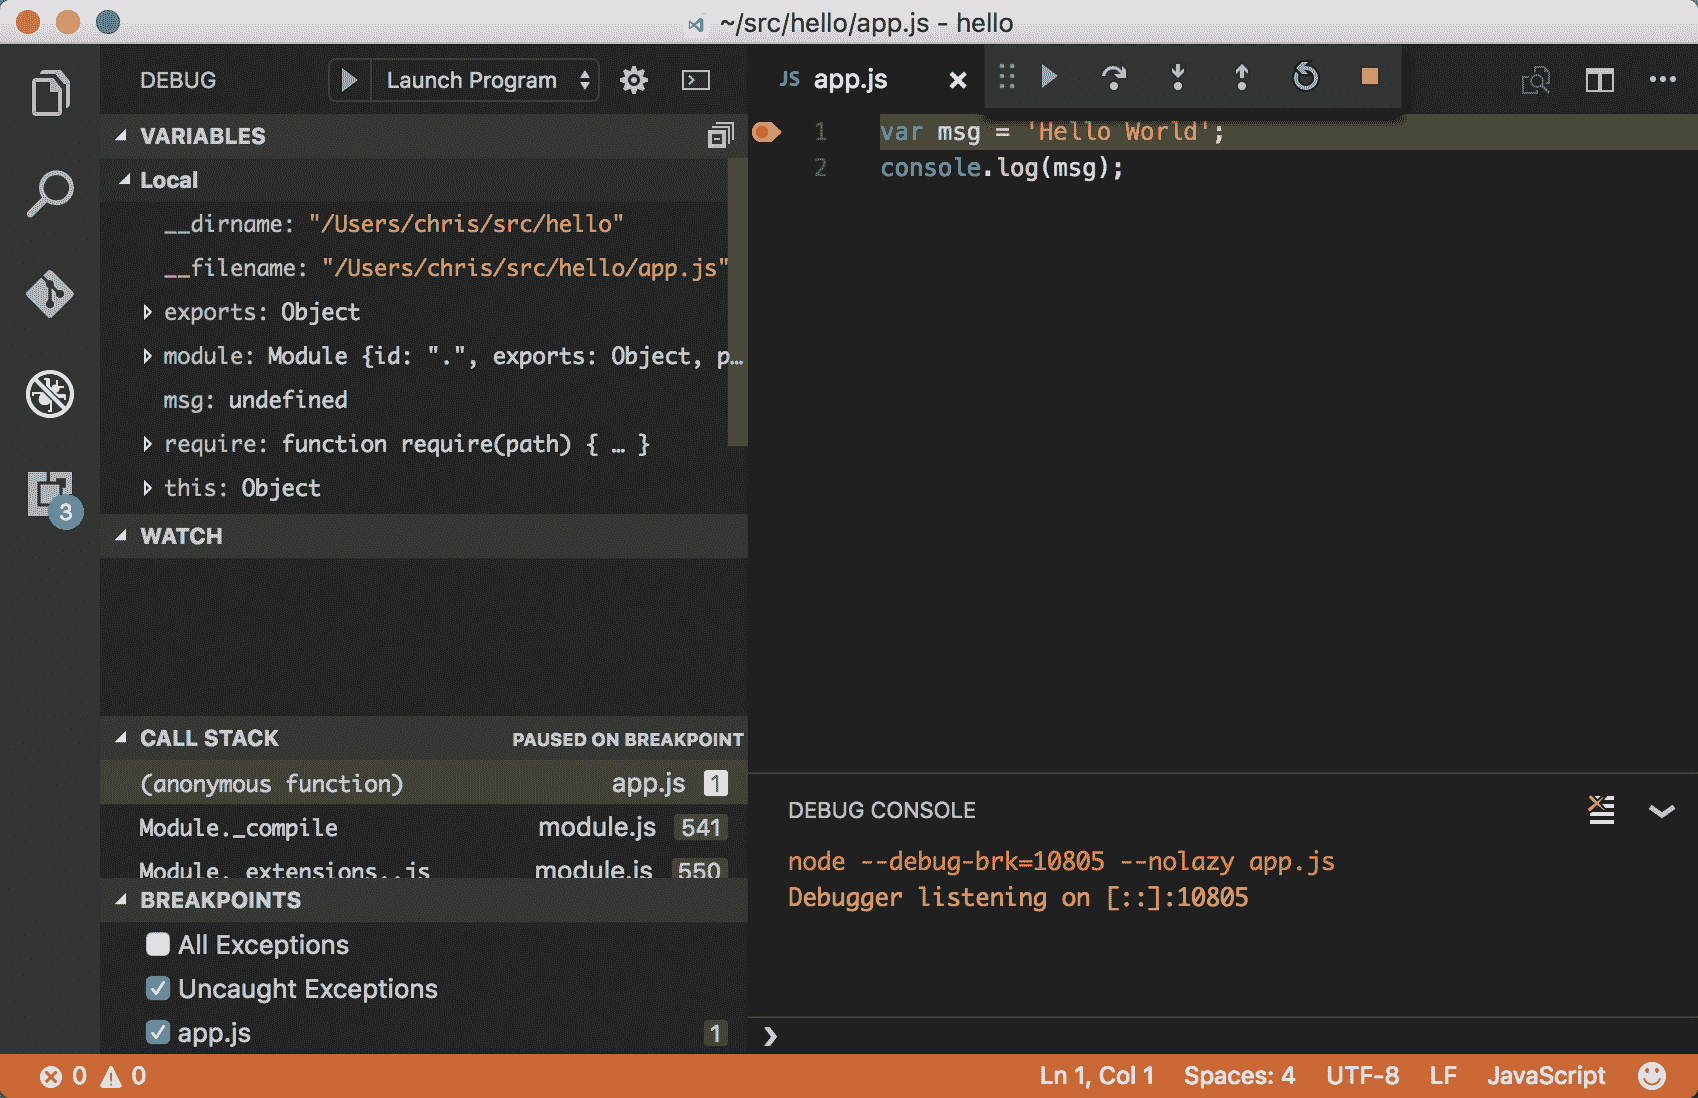 ~/src/hello/app.js - hello
DEBUG
Launch Program
VARIABLES
Local
__dirname: "/Users/chris/src/hello"
__filename: "/Users/chris/src/hello/app.js"
exports: Object
module: Module {id: ".", exports: Object, p…
msg: undefined
require: function require(path) { … }
this: Object
3
WATCH
CALL STACK PAUSED ON BREAKPOINT
(anonymous function) app.js 1
Module._compile module.js 541
Module._extensions..js module.js 550
BREAKPOINTS
All Exceptions
Uncaught Exceptions
app.js 1
JS app.js
1 var msg = 'Hello World';
2 console.log(msg);
DEBUG CONSOLE
node --debug-brk=10805 --nolazy app.js
Debugger listening on [::]:10805
0 0 Ln 1, Col 1 Spaces: 4 UTF-8 LF JavaScript